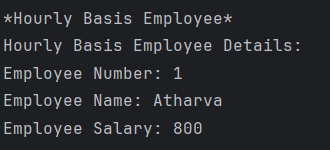 *Hourly Basis Employee*
Hourly Basis Employee Details:
Employee Number: 1
Employee Name: Atharva
Employee Salary: 800